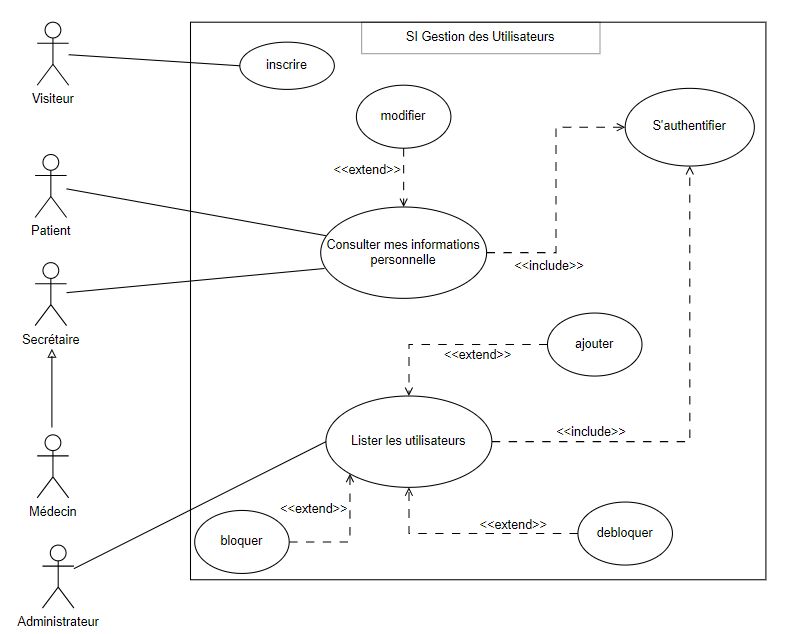 SI Gestion des Utilisateurs
inscrire
Visiteur
modifier
S'authentifier
<<extend>>
Patient
Consulter mes informations
personnelle
<<include>>
Secrétaire
ajouter
<<extend>>
Lister les utilisateurs
<<include>>
Médecin
<<extend>>
<<extend>>
bloquer
debloquer
Administrateur